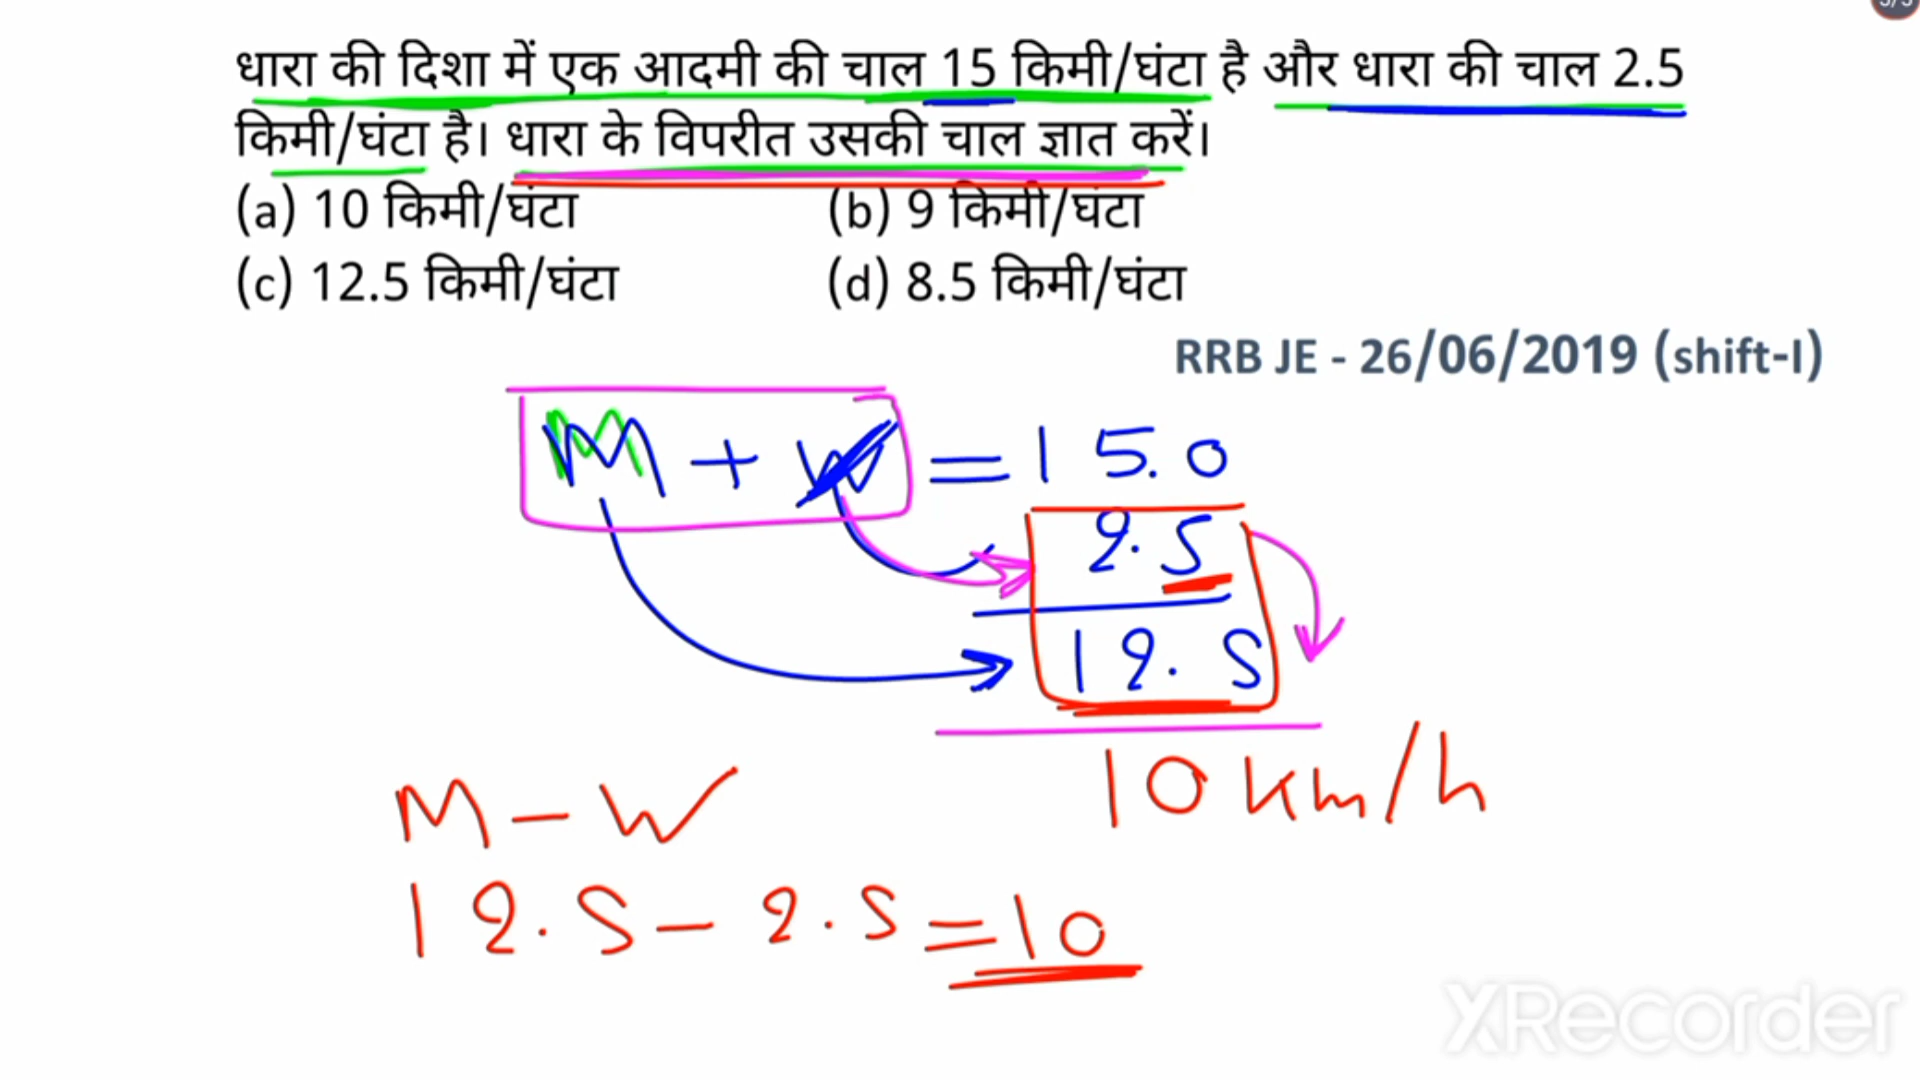 धारा की दिशा में एक आदमी की चाल 15 किमी/घंटा है और धारा की चाल 2.5
किमी/घंटा है। धारा के विपरीत उसकी चाल ज्ञात करें।
(a) 10 किमी/घंटा (b) 9 किमी/घंटा
(c) 12.5 किमी/घंटा (d) 8.5 किमी/घंटा
RRB JE - 26/06/2019 (shift-I)
M + W = 15.0
2.5
12.5
10 km/h
M - W
12.5 - 2.5 = 10
XRecorder